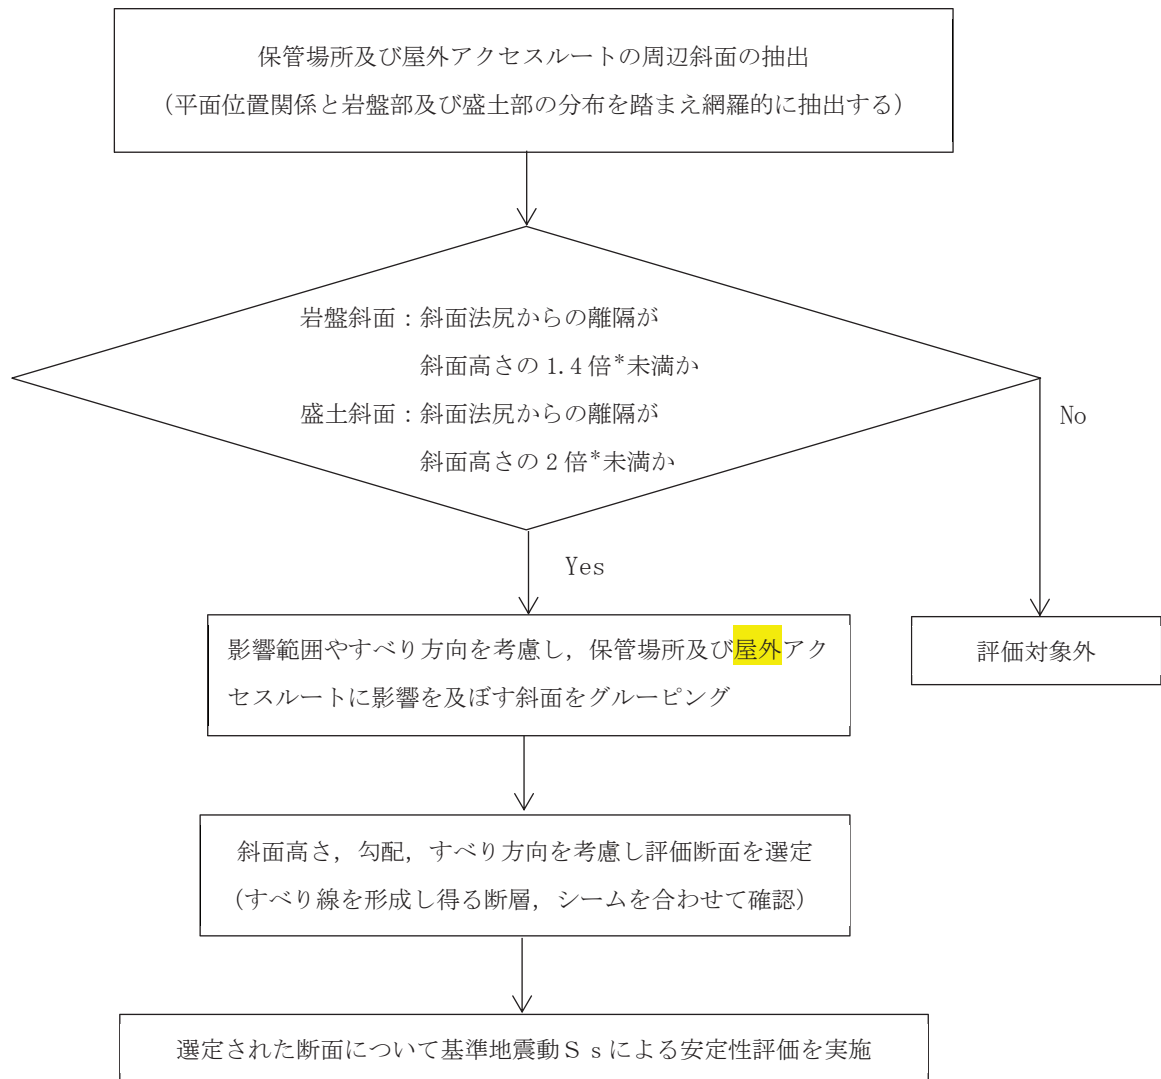 保管場所及び屋外アクセスルートの周辺斜面の抽出
(平面位置関係と岩盤部及び盛土部の分布を踏まえ網羅的に抽出する)
岩盤斜面：斜面法尻からの離隔が
斜面高さの 1.4 倍*未満か
盛土斜面：斜面法尻からの離隔が
斜面高さの 2 倍*未満か
No
Yes
影響範囲やすべり方向を考慮し，保管場所及び屋外アク
セスルートに影響を及ぼす斜面をグルーピング
評価対象外
斜面高さ，勾配，すべり方向を考慮し評価断面を選定
(すべり線を形成し得る断層，シームを合わせて確認)
選定された断面について基準地震動Ｓｓによる安定性評価を実施